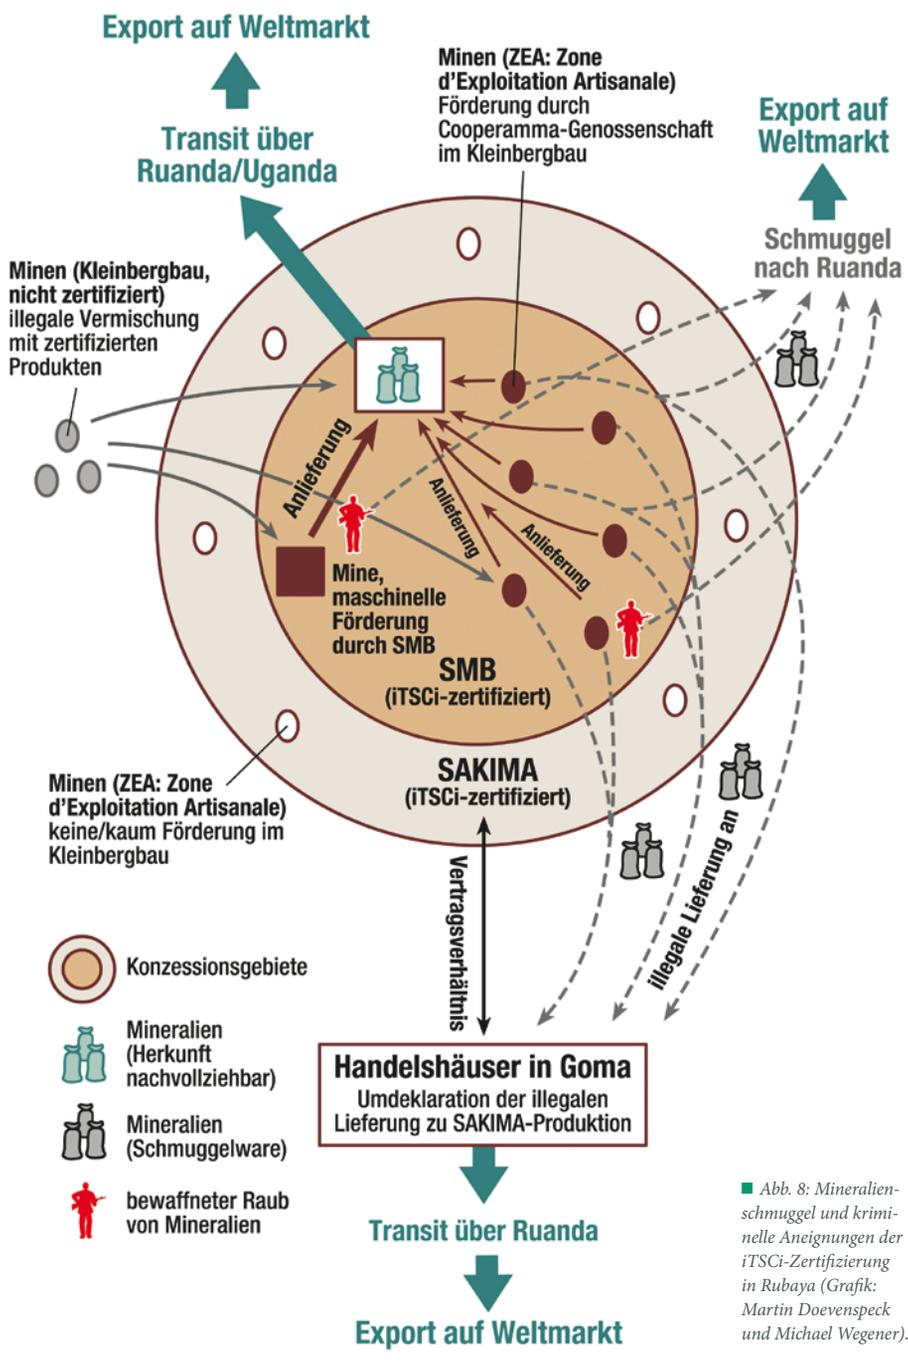 Export auf Weltmarkt
Transit über
Ruanda/Uganda
Minen (ZEA: Zone
d’Exploitation Artisanale)
Förderung durch
Cooperamma-Genossenschaft
im Kleinbergbau
Export auf
Weltmarkt
Schmuggel
nach Ruanda
Minen (Kleinbergbau,
nicht zertifiziert)
illegale Vermischung
mit zertifizierten
Produkten
Anlieferung
Anlieferung
Anlieferung
Mine,
maschinelle
Förderung
durch SMB
SMB
(iTSCi-zertifiziert)
SAKIMA
(iTSCi-zertifiziert)
Minen (ZEA: Zone
d’Exploitation Artisanale)
keine/kaum Förderung im
Kleinbergbau
Vertragsverhältnis
illegale Lieferung an
Konzessionsgebiete
Mineralien
(Herkunft
nachvollziehbar)
Mineralien
(Schmuggelware)
bewaffneter Raub
von Mineralien
Handelshäuser in Goma
Umdeklaration der illegalen
Lieferung zu SAKIMA-Produktion
Transit über Ruanda
Export auf Weltmarkt
Abb. 8: Mineralien-
schmuggel und krimi-
nelle Aneignungen der
iTSCi-Zertifizierung
in Rubaya (Grafik:
Martin Doevenspeck
und Michael Wegener).